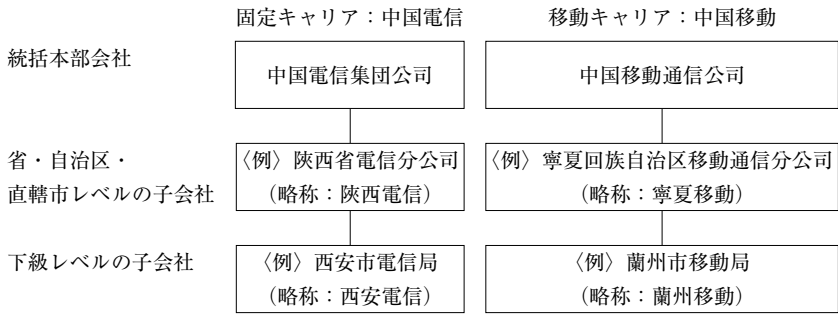 固定キャリア：中国電信
移動キャリア：中国移動
統括本部会社
中国電信集団公司
中国移動通信公司
省・自治区・
直轄市レベルの子会社
〈例〉陝西省電信分公司
（略称：陝西電信）
〈例〉寧夏回族自治区移動通信分公司
（略称：寧夏移動）
下級レベルの子会社
〈例〉西安市電信局
（略称：西安電信）
〈例〉蘭州市移動局
（略称：蘭州移動）